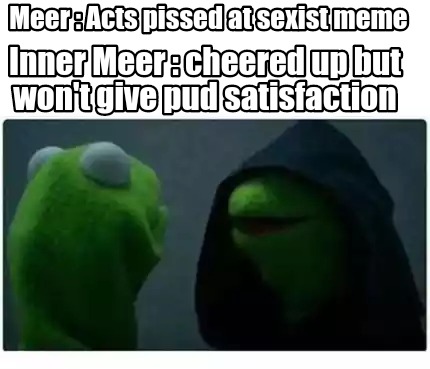 Meer : Acts pissed at sexist meme
Inner Meer : cheered up but
won't give pud satisfaction